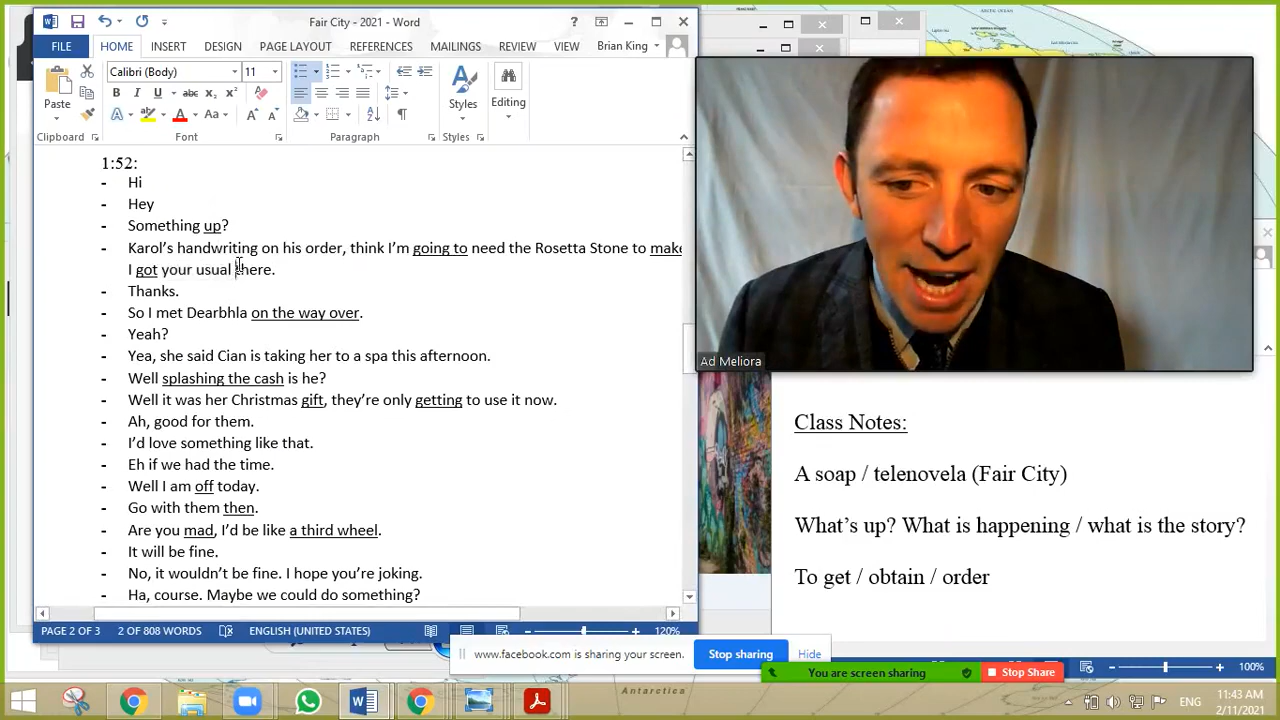 Fair City - 2021 - Word
FILE HOME INSERT DESIGN PAGE LAYOUT REFERENCES MAILINGS REVIEW VIEW Brian King
Calibri (Body) 11
Paste
Styles
Editing
Clipboard Font Paragraph Styles
1:52:
- Hi
- Hey
- Something up?
- Karol's handwriting on his order, think I'm going to need the Rosetta Stone to make
I got your usual here.
- Thanks.
- So I met Dearbhla on the way over.
- Yeah?
- Yea, she said Cian is taking her to a spa this afternoon.
- Well splashing the cash is he?
- Well it was her Christmas gift, they're only getting to use it now.
- Ah, good for them.
- I'd love something like that.
- Eh if we had the time.
- Well I am off today.
- Go with them then.
- Are you mad, I'd be like a third wheel.
- It will be fine.
- No, it wouldn't be fine. I hope you're joking.
- Ha, course. Maybe we could do something?
PAGE 2 OF 3 2 OF 808 WORDS ENGLISH (UNITED STATES) 120%
Ad Meliora
Class Notes:
A soap / telenovela (Fair City)
What's up? What is happening / what is the story?
To get / obtain / order
www.facebook.com is sharing your screen. Stop sharing Hide
100%
You are screen sharing Stop Share
Antarctica
ENG
11:43 AM
2/11/2021